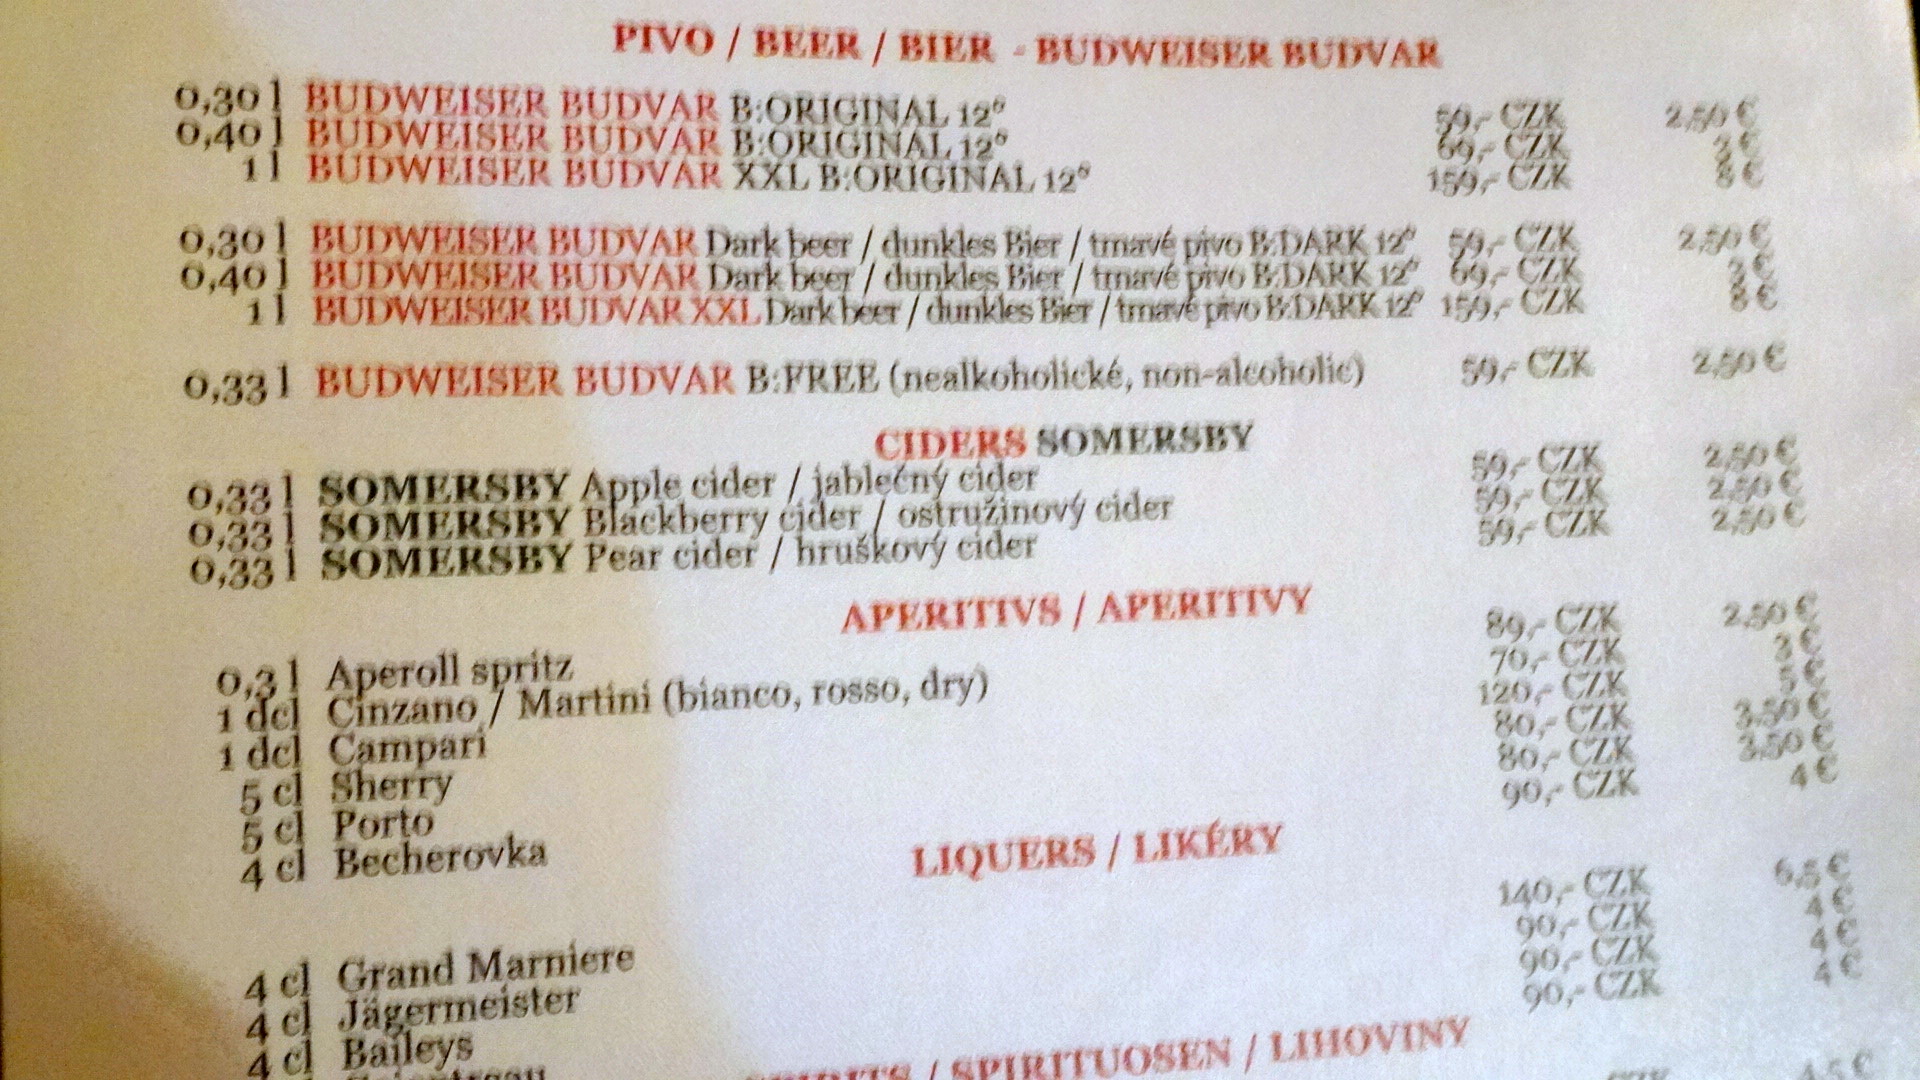 PIVO / BEER / BIER - BUDWEISER BUDVAR
0,30 l BUDWEISER BUDVAR B:ORIGINAL 12° 59,- CZK 2,50 €
0,40 l BUDWEISER BUDVAR B:ORIGINAL 12° 69,- CZK 3 €
1 l BUDWEISER BUDVAR XXL B:ORIGINAL 12° 159,- CZK 8 €
0,30 l BUDWEISER BUDVAR Dark beer / dunkles Bier / tmavé pivo B:DARK 12° 59,- CZK 2,50 €
0,40 l BUDWEISER BUDVAR Dark beer / dunkles Bier / tmavé pivo B:DARK 12° 69,- CZK 3 €
1 l BUDWEISER BUDVAR XXL Dark beer / dunkles Bier / tmavé pivo B:DARK 12° 159,- CZK 8 €
0,33 l BUDWEISER BUDVAR B:FREE (nealkoholické, non-alcoholic) 59,- CZK 2,50 €
CIDERS SOMERSBY
0,33 l SOMERSBY Apple cider / jablečný cider 59,- CZK 2,50 €
0,33 l SOMERSBY Blackberry cider / ostružinový cider 59,- CZK 2,50 €
0,33 l SOMERSBY Pear cider / hruškový cider 59,- CZK 2,50 €
APERITIVS / APERITIVY
0,3 l Aperoll spritz 89,- CZK 2,50 €
1 dcl Cinzano / Martini (bianco, rosso, dry) 70,- CZK 3 €
1 dcl Campari 120,- CZK 5 €
5 cl Sherry 80,- CZK 3,50 €
5 cl Porto 80,- CZK 3,50 €
4 cl Becherovka 90,- CZK 4 €
LIQUERS / LIKÉRY
4 cl Grand Marniere 140,- CZK 6,5 €
4 cl Jägermeister 90,- CZK 4 €
4 cl Baileys 90,- CZK 4 €
90,- CZK 4 €
/ SPIRITUOSEN / LIHOVINY
CZK 4,5 €